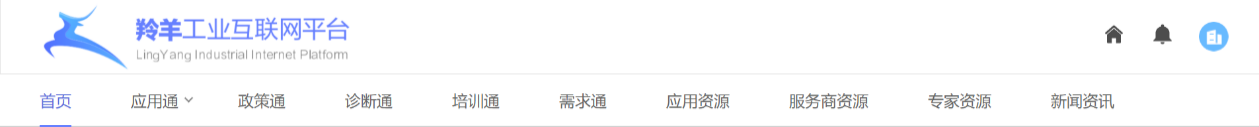 羚羊工业互联网平台
LingYang Industrial Internet Platform
首页 应用通 政策通 诊断通 培训通 需求通 应用资源 服务商资源 专家资源 新闻资讯